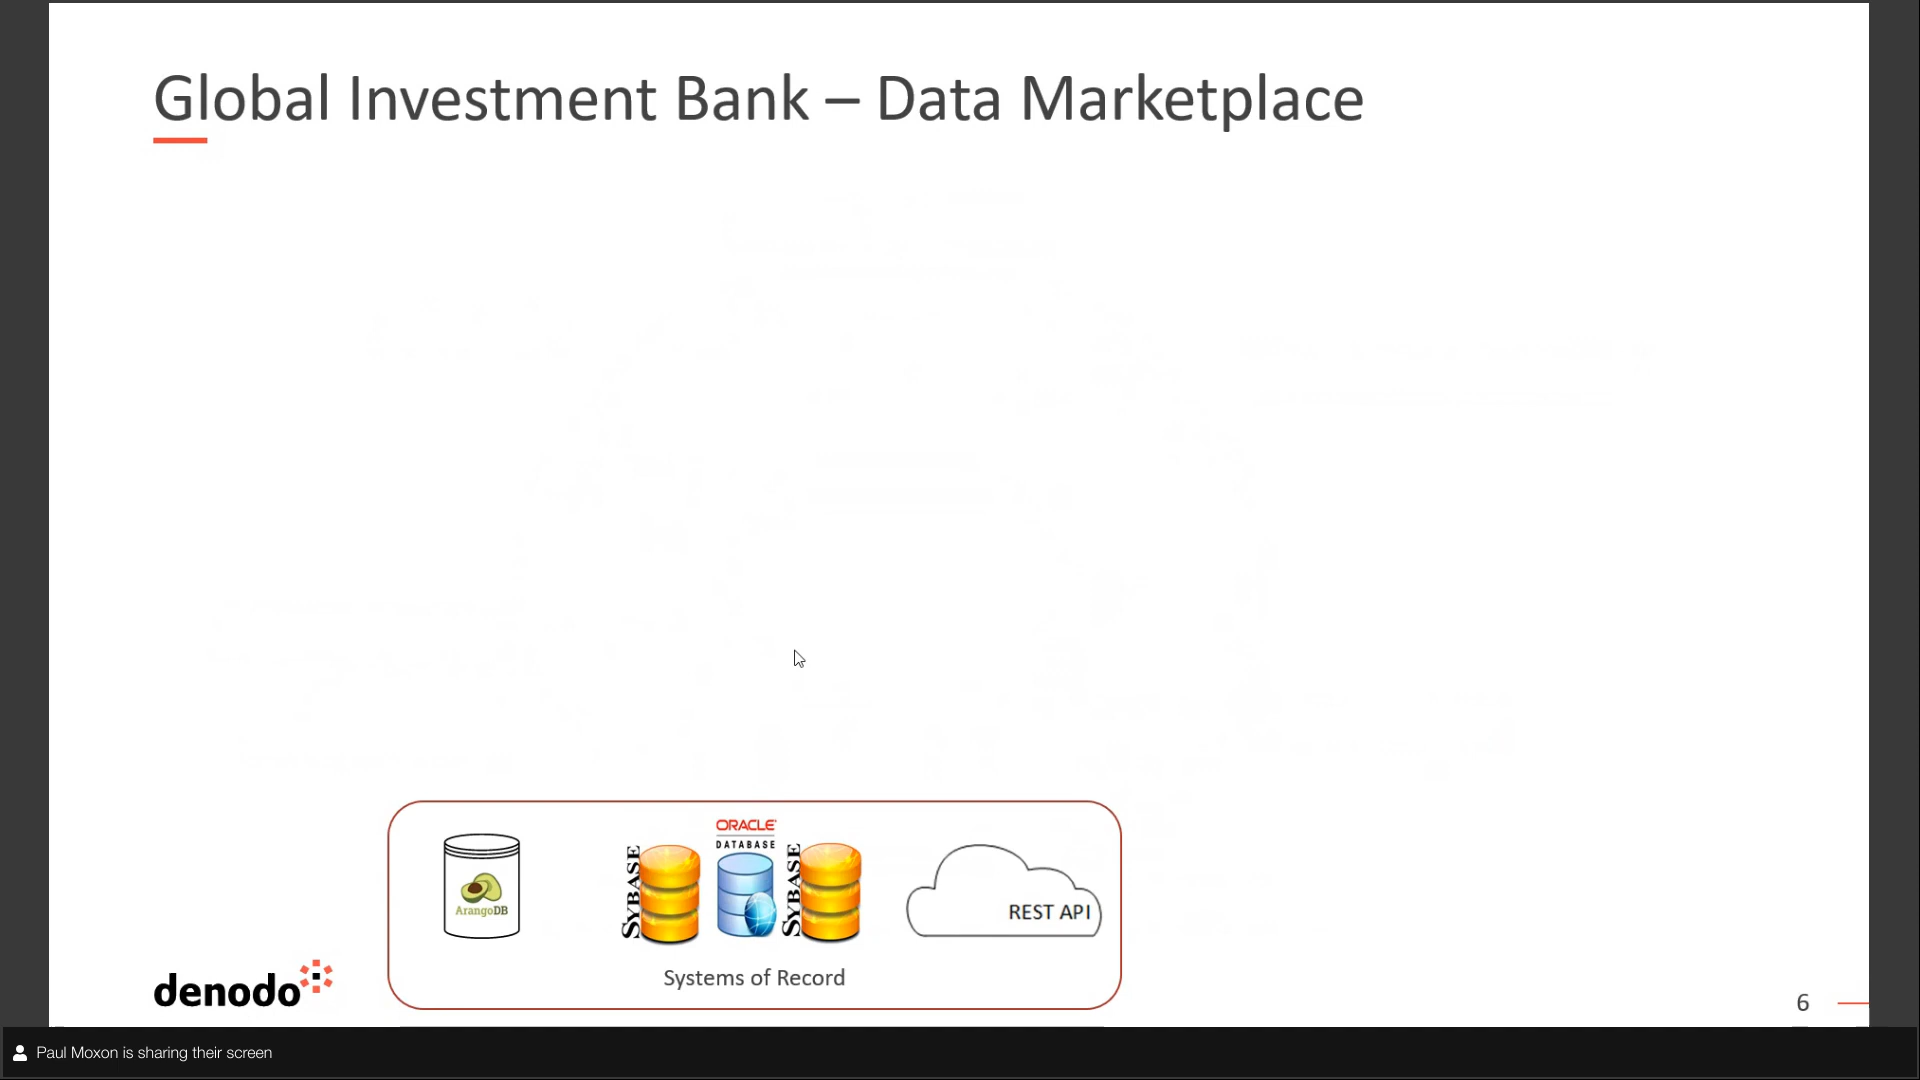 Global Investment Bank – Data Marketplace
ORACLE
DATABASE
SYBASE
SYBASE
ArangoDB
REST API
Systems of Record
denodo
6
Paul Moxon is sharing their screen